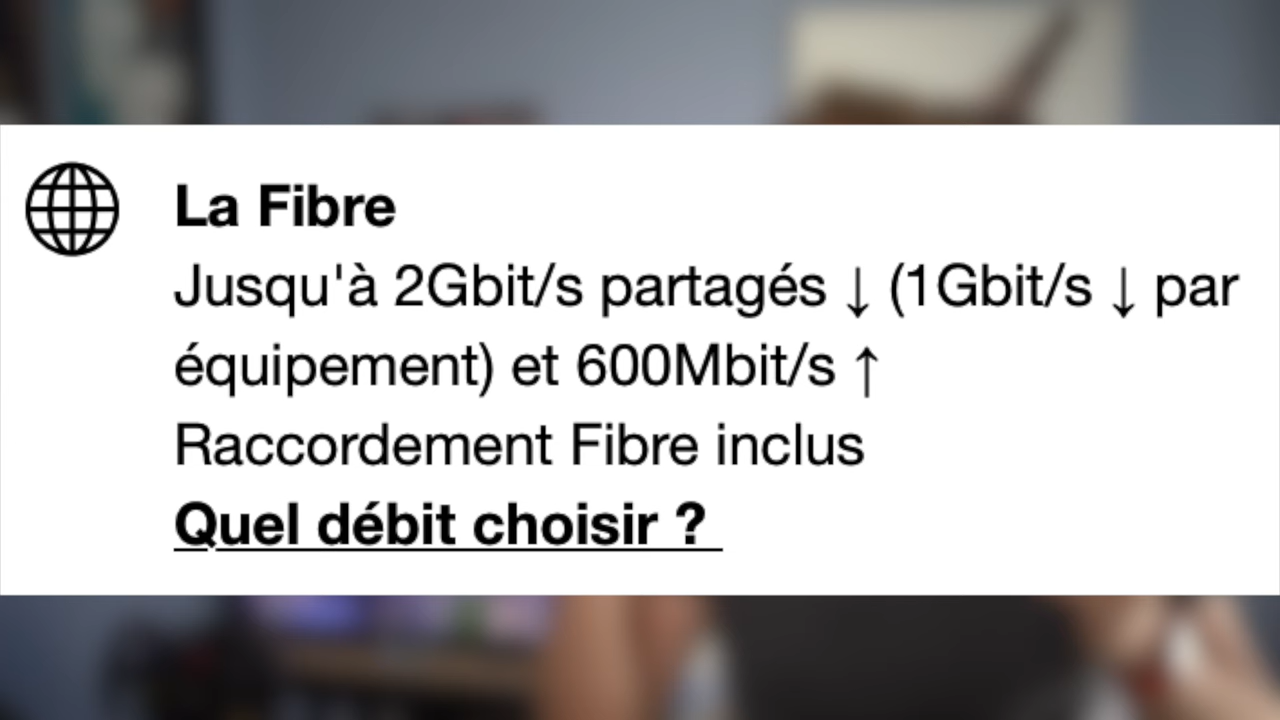 La Fibre
Jusqu'à 2Gbit/s partagés ↓ (1Gbit/s ↓ par
équipement) et 600Mbit/s ↑
Raccordement Fibre inclus
Quel débit choisir ?